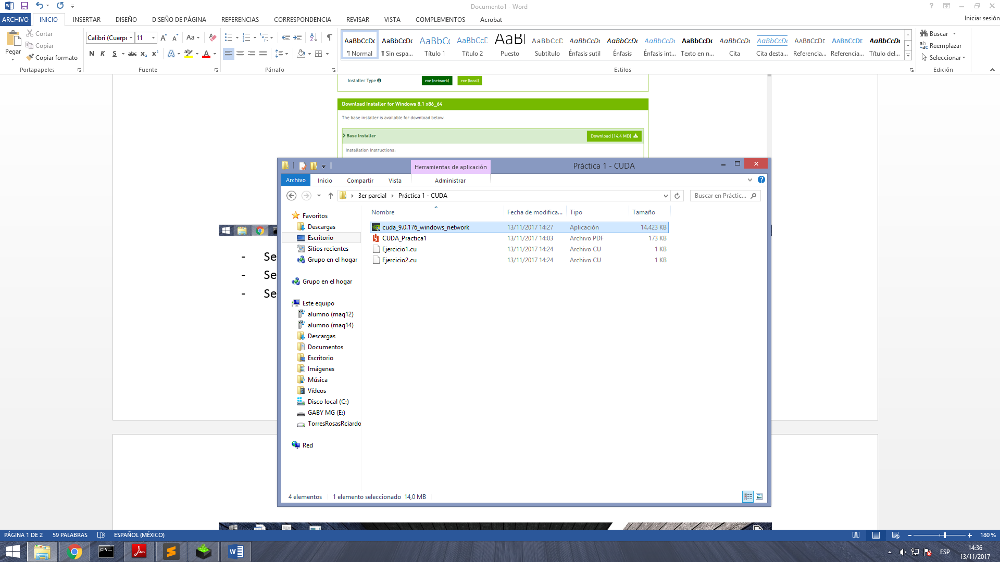 Documento1 - Word
ARCHIVO INICIO INSERTAR DISEÑO DISEÑO DE PÁGINA REFERENCIAS CORRESPONDENCIA REVISAR VISTA COMPLEMENTOS Acrobat Iniciar sesión
Pegar
Cortar
Copiar
Copiar formato
Portapapeles
Calibri (Cuerpo 11
N K S abc x₂ x²
Fuente
Párrafo
AaBbCcDc AaBbCcDc AaBbCc AaBbCcD AaB AaBbCcD AaBbCcDc AaBbCcDc AaBbCcDc AaBbCcDc AaBbCcDc AaBbCcDc AABBCCDD AABBCCDD AaBbCcDc
¶ Normal ¶ Sin espa... Título 1 Título 2 Puesto Subtítulo Énfasis sutil Énfasis Énfasis int... Texto en n... Cita Cita desta... Referencia... Referencia... Título del...
Estilos
Buscar
Reemplazar
Seleccionar
Edición
Installer Type exe (network) exe (local)
Download Installer for Windows 8.1 x86_64
The base installer is available for download below.
Base Installer Download (14.4 MB)
Installation Instructions:
- Se
- Se
- Se
Herramientas de aplicación Práctica 1 - CUDA
Archivo Inicio Compartir Vista Administrar
3er parcial Práctica 1 - CUDA Buscar en Práctic...
Favoritos
Descargas
Escritorio
Sitios recientes
Grupo en el hogar
Grupo en el hogar
Este equipo
alumno (maq12)
alumno (maq14)
Descargas
Documentos
Escritorio
Imágenes
Música
Vídeos
Disco local (C:)
GABY MG (E:)
TorresRosasRciardo
Red
Nombre Fecha de modifica... Tipo Tamaño
cuda_9.0.176_windows_network 13/11/2017 14:27 Aplicación 14.423 KB
CUDA_Practica1 13/11/2017 14:03 Archivo PDF 173 KB
Ejercicio1.cu 13/11/2017 14:24 Archivo CU 1 KB
Ejercicio2.cu 13/11/2017 14:24 Archivo CU 1 KB
4 elementos 1 elemento seleccionado 14,0 MB
PÁGINA 1 DE 2 59 PALABRAS ESPAÑOL (MÉXICO) 180 %
ESP
14:36
13/11/2017